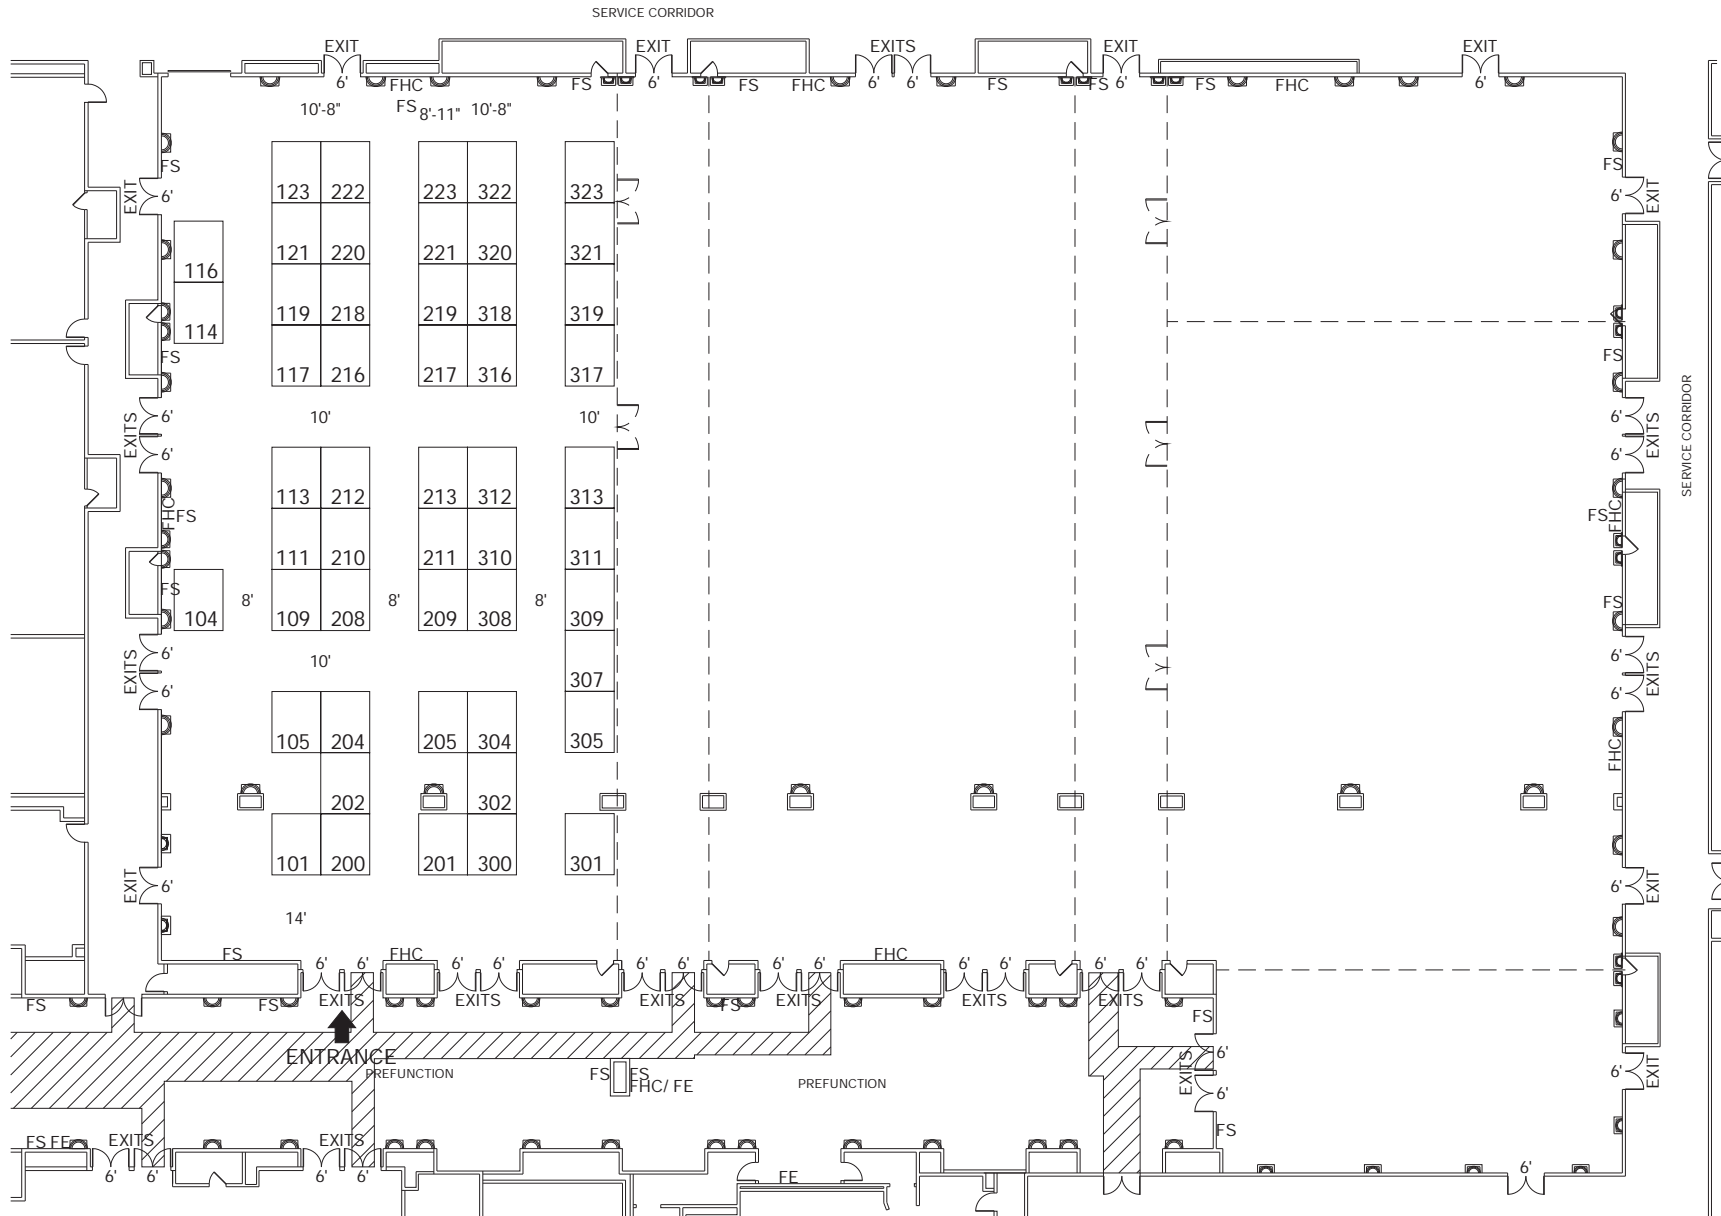 SERVICE CORRIDOR
EXIT EXIT EXITS EXIT EXIT
6' 6' 6' 6' 6' 6'
FHC FS FS FHC FS FS FS FHC
10'-8" FS 8'-11" 10'-8"
FS FS
EXIT 6' 6' EXIT
123 222 223 322 323
121 220 221 320 321
116
119 218 219 318 319
114
FS FS
117 216 217 316 317
SERVICE CORRIDOR
EXITS 6' 10' 10' 6' EXITS
6' 6'
113 212 213 312 313
FHC FS FS FHC
111 210 211 310 311
FS FS
104 8' 109 208 8' 209 308 8' 309
EXITS 6' 10' 6' EXITS
6' 6'
307
105 204 205 304 305
FHC
202 302
101 200 201 300 301
EXIT 6' 6' EXIT
14'
FS FHC FHC
6' 6' 6' 6' 6' 6' 6' 6' 6' 6' 6' 6'
FS FS EXITS EXITS EXITS FS EXITS EXITS EXITS
FS
ENTRANCE
EXITS 6' 6' EXIT
6'
PREFUNCTION FS FS PREFUNCTION
FHC/ FE
FS
FS FE EXITS EXITS
6' 6' 6' 6' FE 6'